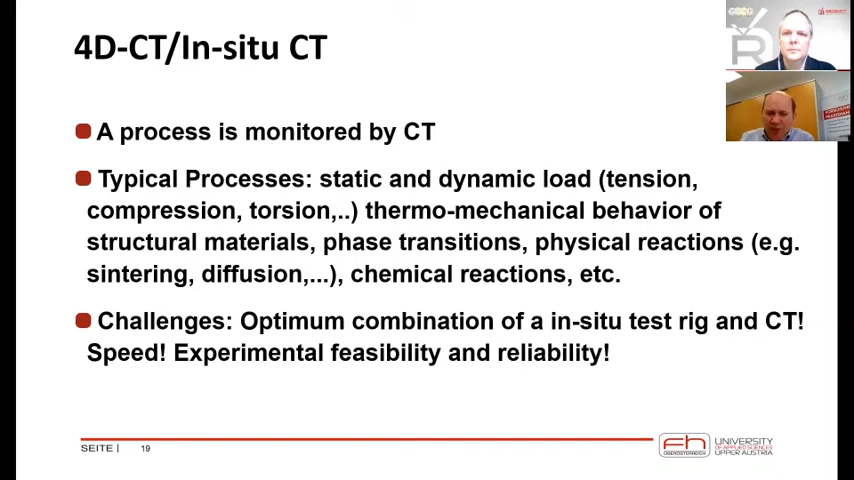 4D-CT/In-situ CT
A process is monitored by CT
Typical Processes: static and dynamic load (tension,
compression, torsion,..) thermo-mechanical behavior of
structural materials, phase transitions, physical reactions (e.g.
sintering, diffusion,...), chemical reactions, etc.
Challenges: Optimum combination of a in-situ test rig and CT!
Speed! Experimental feasibility and reliability!
SEITE | 19
fh
OBERÖSTERREICH
UNIVERSITY
OF APPLIED SCIENCES
UPPER AUSTRIA
R